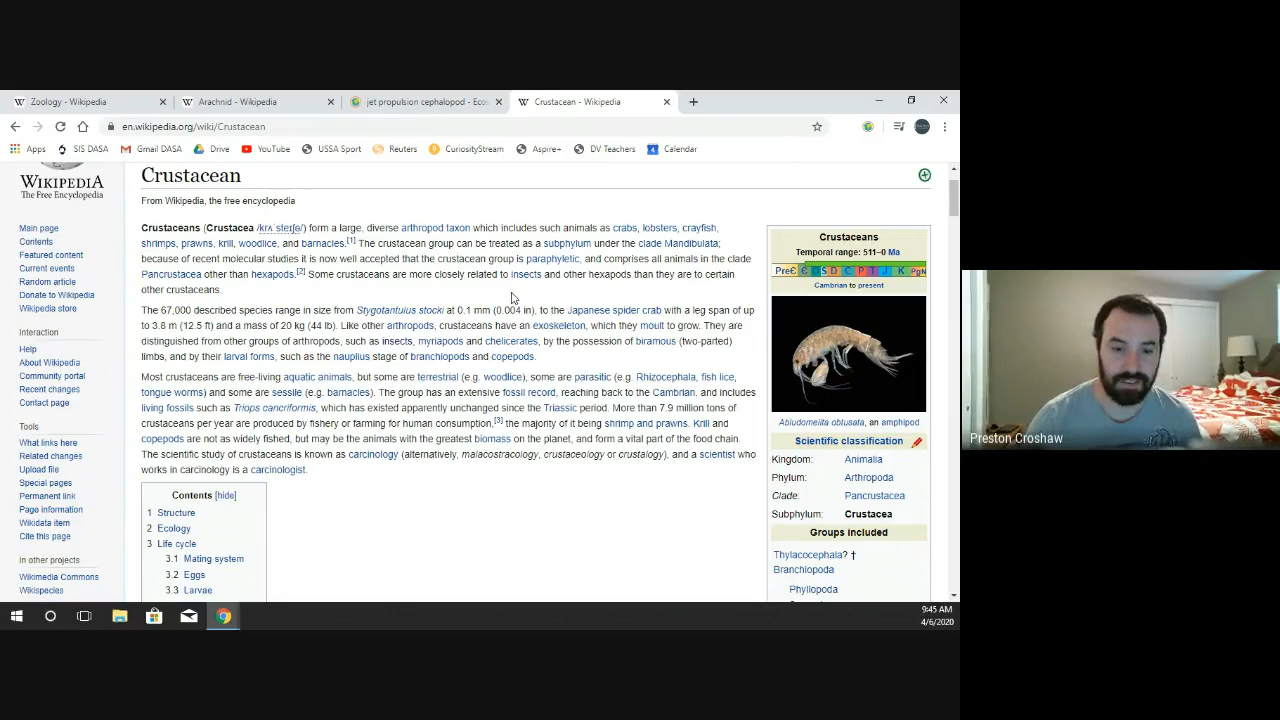 Zoology - Wikipedia
Arachnid - Wikipedia
jet propulsion cephalopod - Ecos
Crustacean - Wikipedia
en.wikipedia.org/wiki/Crustacean
Apps SIS DASA Gmail DASA Drive YouTube USSA Sport Reuters CuriosityStream Aspire+ DV Teachers Calendar
WIKIPEDIA
The Free Encyclopedia
Main page
Contents
Featured content
Current events
Random article
Donate to Wikipedia
Wikipedia store
Interaction
Help
About Wikipedia
Community portal
Recent changes
Contact page
Tools
What links here
Related changes
Upload file
Special pages
Permanent link
Page information
Wikidata item
Cite this page
In other projects
Wikimedia Commons
Wikispecies
Crustacean
From Wikipedia, the free encyclopedia
Crustaceans (Crustacea /krʌˈsteɪʃə/) form a large, diverse arthropod taxon which includes such animals as crabs, lobsters, crayfish,
shrimps, prawns, krill, woodlice, and barnacles.[1] The crustacean group can be treated as a subphylum under the clade Mandibulata;
because of recent molecular studies it is now well accepted that the crustacean group is paraphyletic, and comprises all animals in the clade
Pancrustacea other than hexapods.[2] Some crustaceans are more closely related to insects and other hexapods than they are to certain
other crustaceans.
The 67,000 described species range in size from Stygotantulus stocki at 0.1 mm (0.004 in), to the Japanese spider crab with a leg span of up
to 3.8 m (12.5 ft) and a mass of 20 kg (44 lb). Like other arthropods, crustaceans have an exoskeleton, which they moult to grow. They are
distinguished from other groups of arthropods, such as insects, myriapods and chelicerates, by the possession of biramous (two-parted)
limbs, and by their larval forms, such as the nauplius stage of branchiopods and copepods.
Most crustaceans are free-living aquatic animals, but some are terrestrial (e.g. woodlice), some are parasitic (e.g. Rhizocephala, fish lice,
tongue worms) and some are sessile (e.g. barnacles). The group has an extensive fossil record, reaching back to the Cambrian, and includes
living fossils such as Triops cancriformis, which has existed apparently unchanged since the Triassic period. More than 7.9 million tons of
crustaceans per year are produced by fishery or farming for human consumption,[3] the majority of it being shrimp and prawns. Krill and
copepods are not as widely fished, but may be the animals with the greatest biomass on the planet, and form a vital part of the food chain.
The scientific study of crustaceans is known as carcinology (alternatively, malacostracology, crustaceology or crustalogy), and a scientist who
works in carcinology is a carcinologist.
Contents [hide]
1 Structure
2 Ecology
3 Life cycle
3.1 Mating system
3.2 Eggs
3.3 Larvae
Crustaceans
Temporal range: 511–0 Ma
PreЄ Є O S D C P T J K PgN
Cambrian to present
Abludomelita obtusata, an amphipod
Scientific classification
Kingdom: Animalia
Phylum: Arthropoda
Clade: Pancrustacea
Subphylum: Crustacea
Groups included
Thylacocephala? †
Branchiopoda
Phyllopoda
9:45 AM
4/6/2020
Preston Croshaw